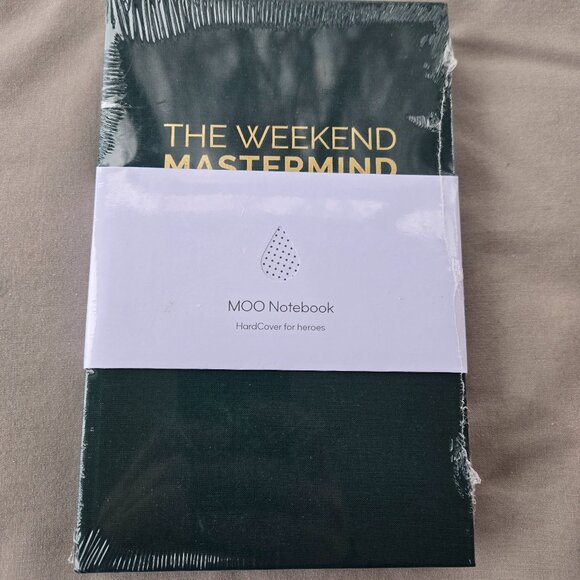 THE WEEKEND
MASTERMIND
MOO Notebook
HardCover for heroes